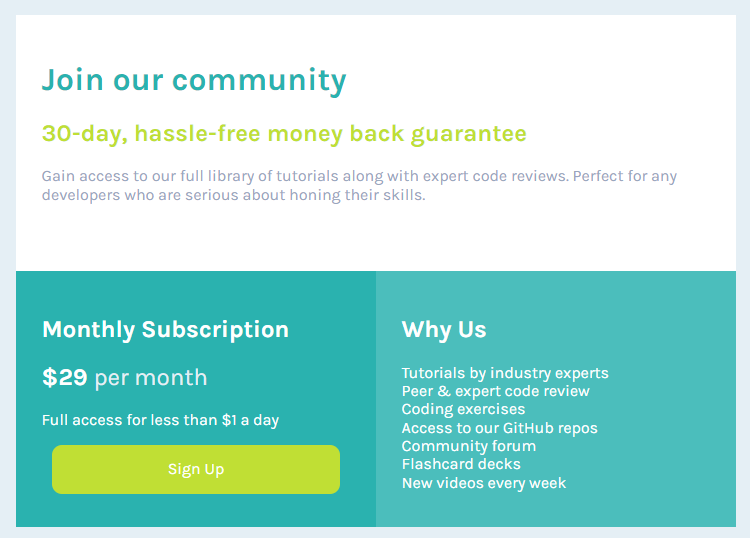 Join our community
30-day, hassle-free money back guarantee
Gain access to our full library of tutorials along with expert code reviews. Perfect for any
developers who are serious about honing their skills.
Monthly Subscription
$29 per month
Full access for less than $1 a day
Sign Up
Why Us
Tutorials by industry experts
Peer & expert code review
Coding exercises
Access to our GitHub repos
Community forum
Flashcard decks
New videos every week